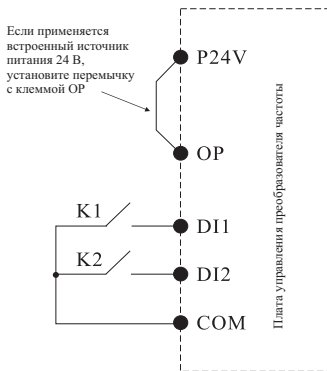 Если применяется
встроенный источник
питания 24 В,
установите перемычку
с клеммой ОР
P24V
OP
K1
DI1
K2
DI2
COM
Плата управления преобразователя частоты